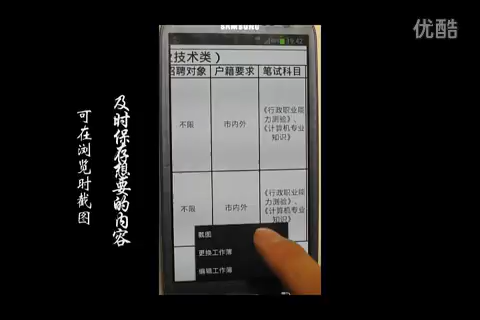 优酷
及时保存想要的内容
可在浏览时截图
SAMSUNG
15:42
业技术类）
招聘对象 户籍要求 笔试科目
不限 市内外 《行政职业能
力测验》、
《计算机专业
知识》
不限 市内外 《行政职业能
力测验》、
《计算机专业
知识》
截图
更换工作薄
编辑工作薄